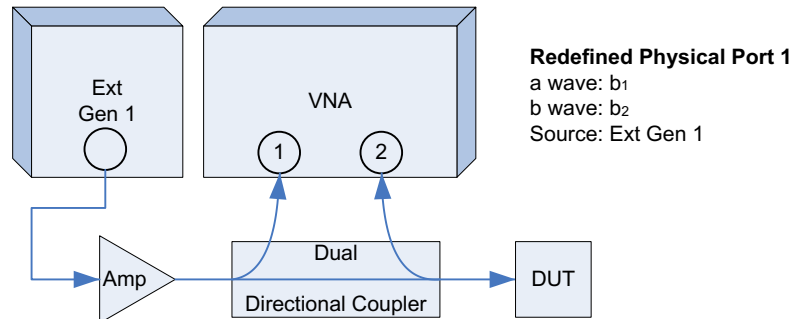 Ext
Gen 1
VNA
1
2
Redefined Physical Port 1
a wave: b1
b wave: b2
Source: Ext Gen 1
Amp
Dual
Directional Coupler
DUT